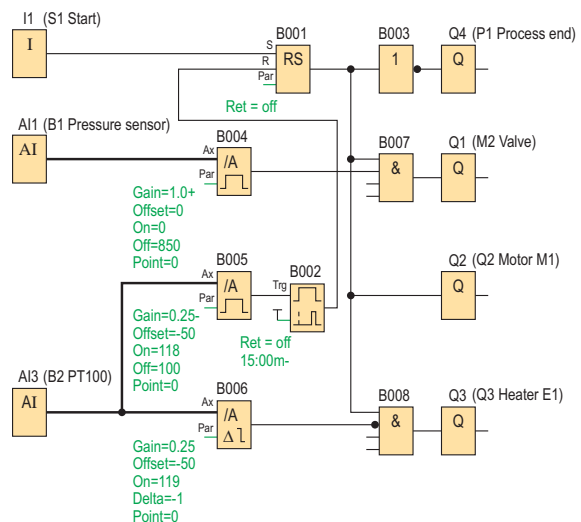 I1 (S1 Start)
I
B001
S
R
Par
RS
Ret = off
B003
1
Q4 (P1 Process end)
Q
AI1 (B1 Pressure sensor)
AI
B004
Ax
Par
/A
Gain=1.0+
Offset=0
On=0
Off=850
Point=0
B007
&
Q1 (M2 Valve)
Q
B005
Ax
Par
/A
Gain=0.25-
Offset=-50
On=118
Off=100
Point=0
B002
Trg
T
Ret = off
15:00m-
Q2 (Q2 Motor M1)
Q
AI3 (B2 PT100)
AI
B006
Ax
Par
/A
Δ
Gain=0.25
Offset=-50
On=119
Delta=-1
Point=0
B008
&
Q3 (Q3 Heater E1)
Q